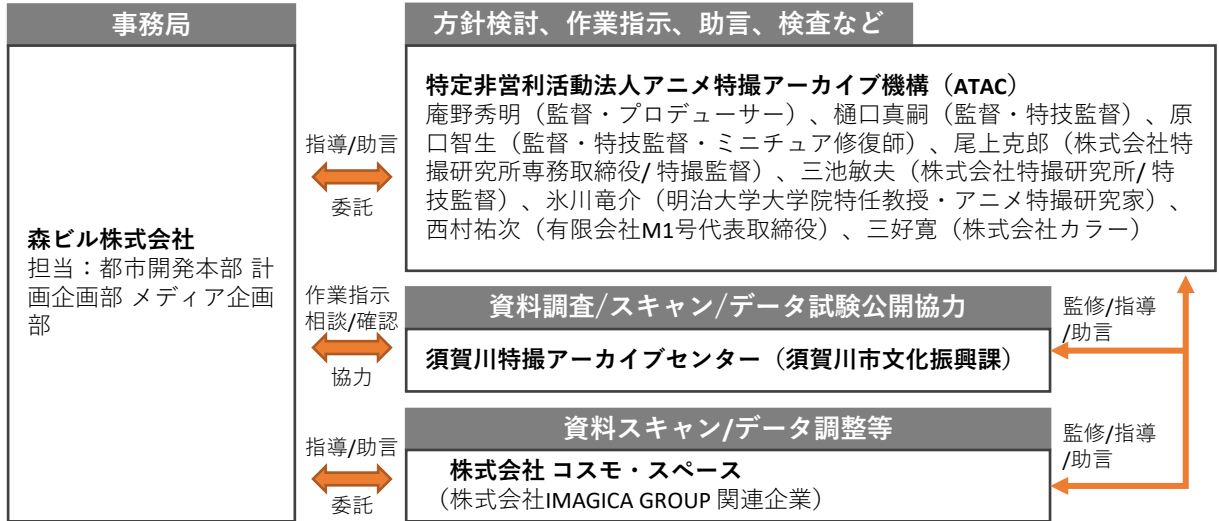 事務局
森ビル株式会社
担当：都市開発本部 計
画企画部 メディア企画
部
指導/助言
委託
作業指示
相談/確認
協力
指導/助言
委託
方針検討、作業指示、助言、検査など
特定非営利活動法人アニメ特撮アーカイブ機構（ATAC）
庵野秀明（監督・プロデューサー）、樋口真嗣（監督・特技監督）、原
口智生（監督・特技監督・ミニチュア修復師）、尾上克郎（株式会社特
撮研究所専務取締役/ 特撮監督）、三池敏夫（株式会社特撮研究所/ 特
技監督）、氷川竜介（明治大学大学院特任教授・アニメ特撮研究家）、
西村祐次（有限会社M1号代表取締役）、三好寛（株式会社カラー）
資料調査/スキャン/データ試験公開協力
須賀川特撮アーカイブセンター（須賀川市文化振興課）
監修/指導
/助言
資料スキャン/データ調整等
株式会社 コスモ・スペース
（株式会社IMAGICA GROUP 関連企業）
監修/指導
/助言